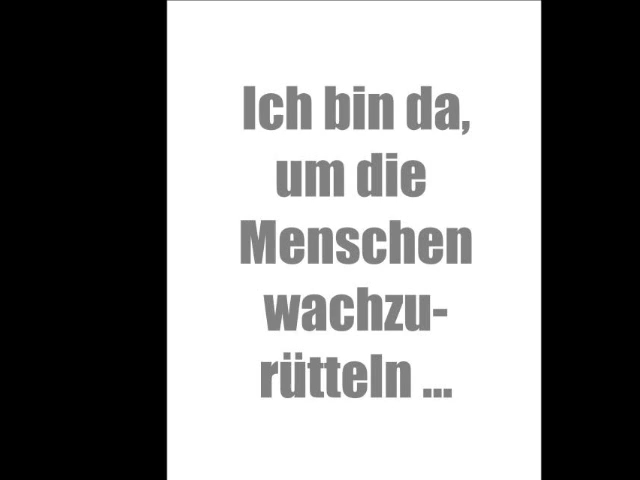 Ich bin da,
um die
Menschen
wachzu-
rütteln ...